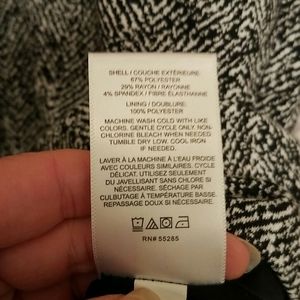 SHELL / COUCHE EXTÉRIEURE:
67% POLYESTER
29% RAYON / RAYONNE
4% SPANDEX / FIBRE ÉLASTHANNE
LINING / DOUBLURE:
100% POLYESTER
MACHINE WASH COLD WITH LIKE
COLORS, GENTLE CYCLE ONLY, NON-
CHLORINE BLEACH WHEN NEEDED
TUMBLE DRY LOW. COOL IRON
IF NEEDED.
LAVER À LA MACHINE À L'EAU FROIDE
AVEC COULEURS SIMILAIRES. CYCLE
DÉLICAT. UTILISEZ SEULEMENT
DU JAVELLISANT SANS CHLORE SI
NÉCESSAIRE. SÉCHAGE PAR
CULBUTAGE À TEMPÉRATURE BASSE.
REPASSAGE DOUX SI NÉCESSAIRE.
RN# 55285